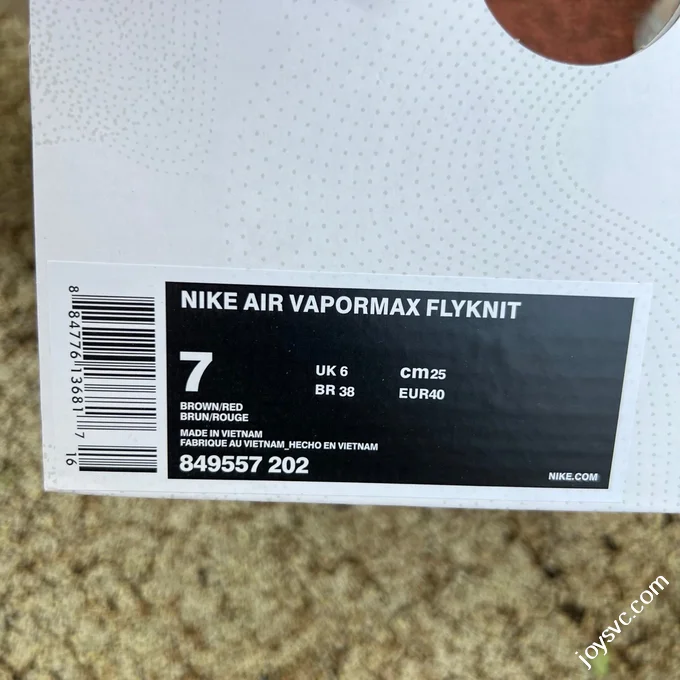 NIKE AIR VAPORMAX FLYKNIT
7
UK 6
cm25
BR 38
EUR40
BROWN/RED
BRUN/ROUGE
MADE IN VIETNAM
FABRIQUE AU VIETNAM_HECHO EN VIETNAM
849557 202
NIKE.COM
8 84776 13681 7
16
joysvc.com